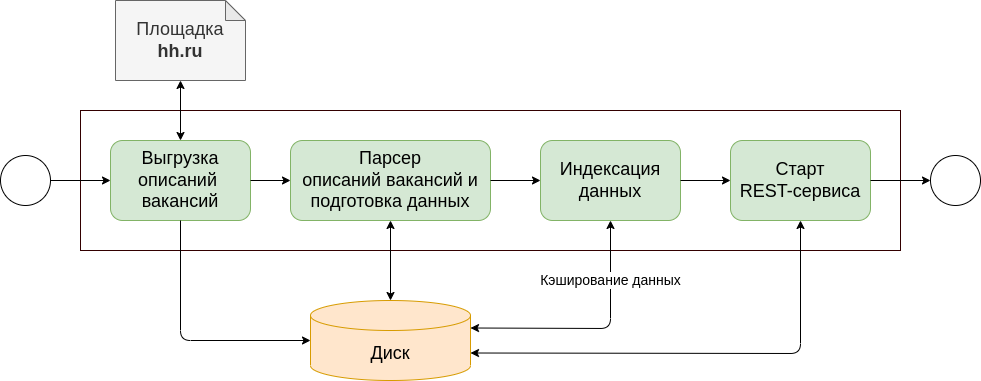 Площадка
hh.ru
Выгрузка
описаний
вакансий
Парсер
описаний вакансий и
подготовка данных
Индексация
данных
Старт
REST-сервиса
Кэширование данных
Диск